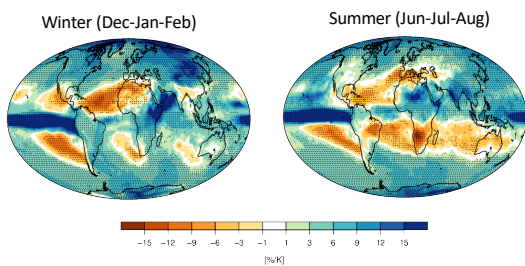 Winter (Dec-Jan-Feb)
Summer (Jun-Jul-Aug)
−15 −12 −9 −6 −3 −1 1 3 6 9 12 15
[%/K]